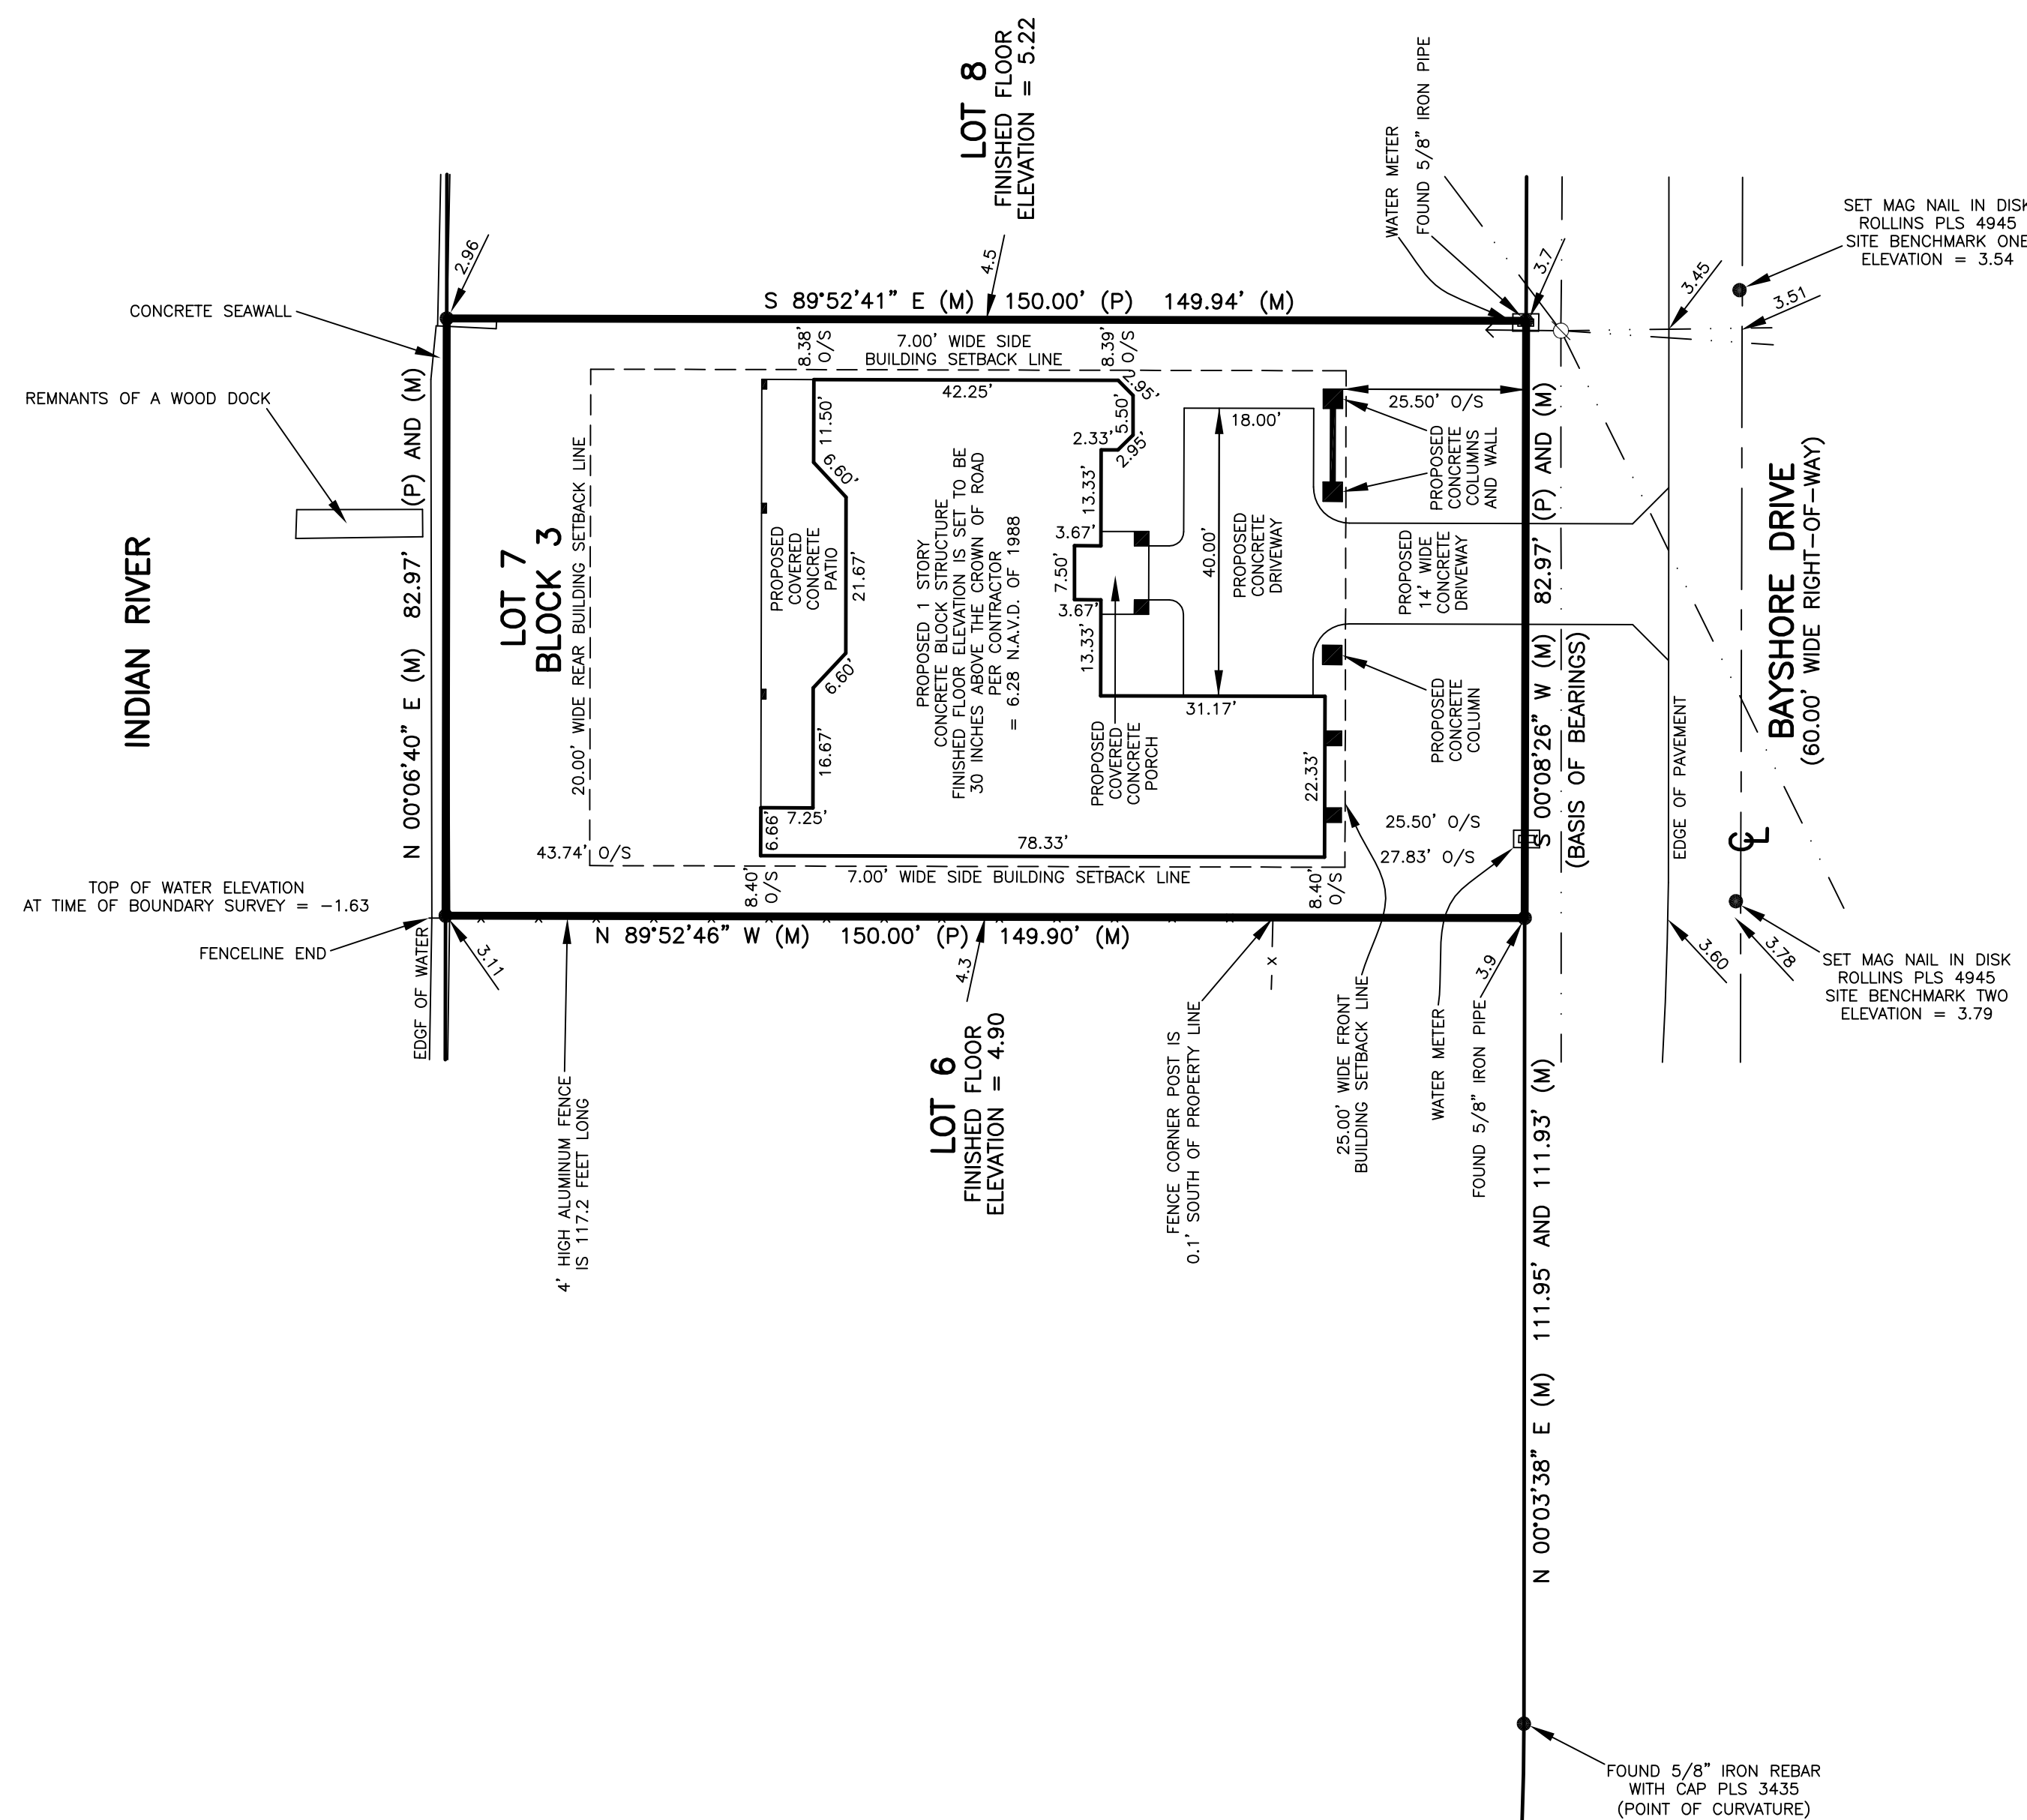 LOT 8
FINISHED FLOOR
ELEVATION = 5.22
WATER METER
FOUND 5/8" IRON PIPE
SET MAG NAIL IN DISK
ROLLINS PLS 4945
SITE BENCHMARK ONE
ELEVATION = 3.54
2.96
4.5
3.7
3.45
3.51
CONCRETE SEAWALL
S 89°52'41" E (M) 150.00' (P) 149.94' (M)
REMNANTS OF A WOOD DOCK
8.38'
O/S
7.00' WIDE SIDE
BUILDING SETBACK LINE
8.39'
O/S
42.25'
2.95'
5.50'
2.95'
2.33'
18.00'
25.50' O/S
11.50'
6.60'
21.67'
6.60'
16.67'
7.25'
6.66'
78.33'
22.33'
31.17'
13.33'
3.67'
7.50'
3.67'
13.33'
40.00'
INDIAN RIVER
N 00°06'40" E (M) 82.97' (P) AND (M)
LOT 7
BLOCK 3
20.00' WIDE REAR BUILDING SETBACK LINE
PROPOSED
COVERED
CONCRETE
PATIO
PROPOSED 1 STORY
CONCRETE BLOCK STRUCTURE
FINISHED FLOOR ELEVATION IS SET TO BE
30 INCHES ABOVE THE CROWN OF ROAD
PER CONTRACTOR
= 6.28 N.A.V.D. OF 1988
PROPOSED
COVERED
CONCRETE
PORCH
PROPOSED
CONCRETE
DRIVEWAY
PROPOSED
CONCRETE
COLUMNS
AND WALL
PROPOSED
14' WIDE
CONCRETE
DRIVEWAY
PROPOSED
CONCRETE
COLUMN
S 00°08'26" W (M) 82.97' (P) AND (M)
(BASIS OF BEARINGS)
EDGE OF PAVEMENT
BAYSHORE DRIVE
(60.00' WIDE RIGHT-OF-WAY)
CL
43.74' O/S
25.50' O/S
27.83' O/S
8.40'
O/S
7.00' WIDE SIDE BUILDING SETBACK LINE
8.40'
O/S
TOP OF WATER ELEVATION
AT TIME OF BOUNDARY SURVEY = -1.63
FENCELINE END
EDGE OF WATER
3.11
N 89°52'46" W (M) 150.00' (P) 149.90' (M)
4.3
x
3.9
3.60
3.78
SET MAG NAIL IN DISK
ROLLINS PLS 4945
SITE BENCHMARK TWO
ELEVATION = 3.79
4' HIGH ALUMINUM FENCE
IS 117.2 FEET LONG
LOT 6
FINISHED FLOOR
ELEVATION = 4.90
FENCE CORNER POST IS
0.1' SOUTH OF PROPERTY LINE
25.00' WIDE FRONT
BUILDING SETBACK LINE
WATER METER
FOUND 5/8" IRON PIPE
N 00°03'38" E (M) 111.95' AND 111.93' (M)
FOUND 5/8" IRON REBAR
WITH CAP PLS 3435
(POINT OF CURVATURE)